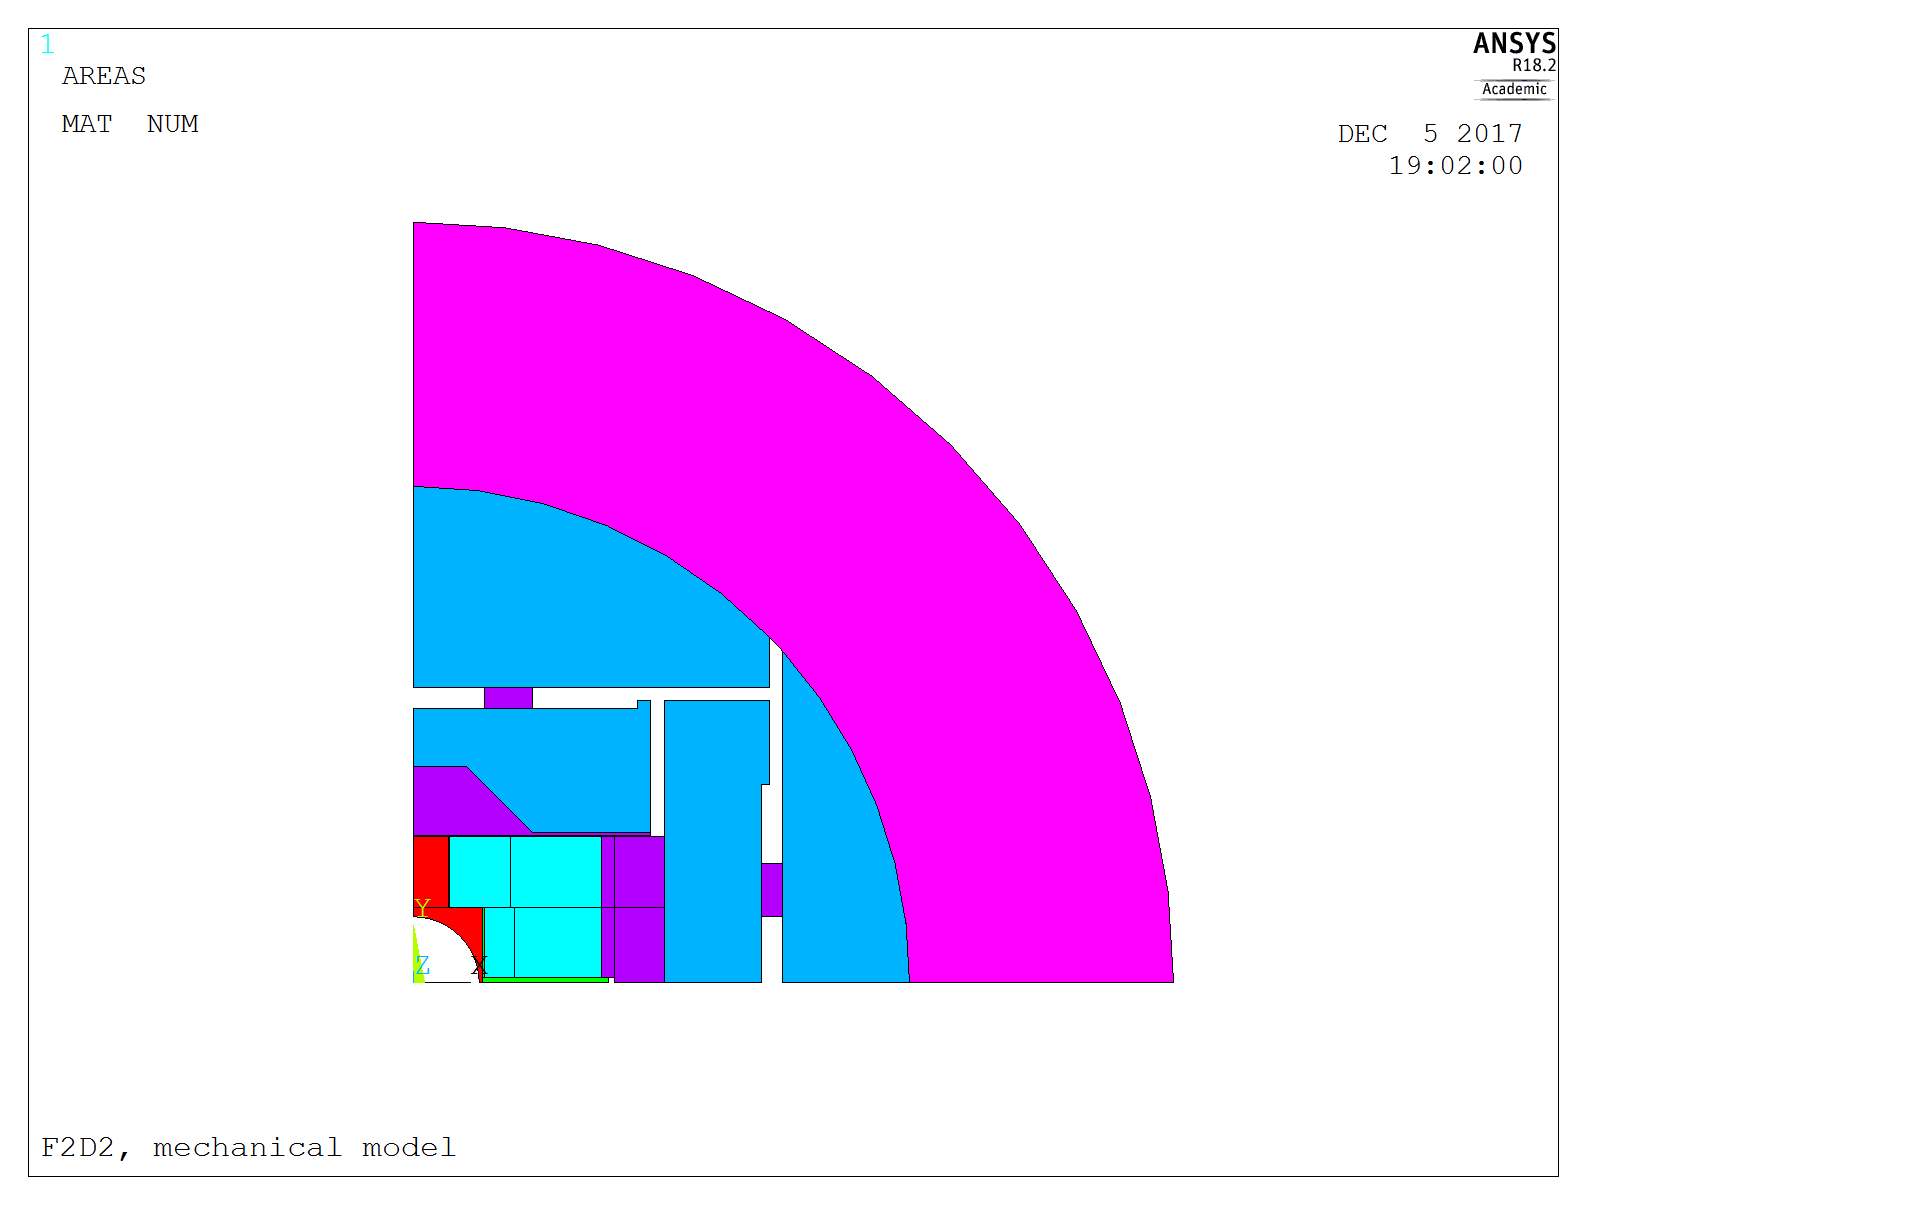 1
AREAS
MAT NUM
ANSYS
R18.2
Academic
DEC 5 2017
19:02:00
Y
Z X
F2D2, mechanical model